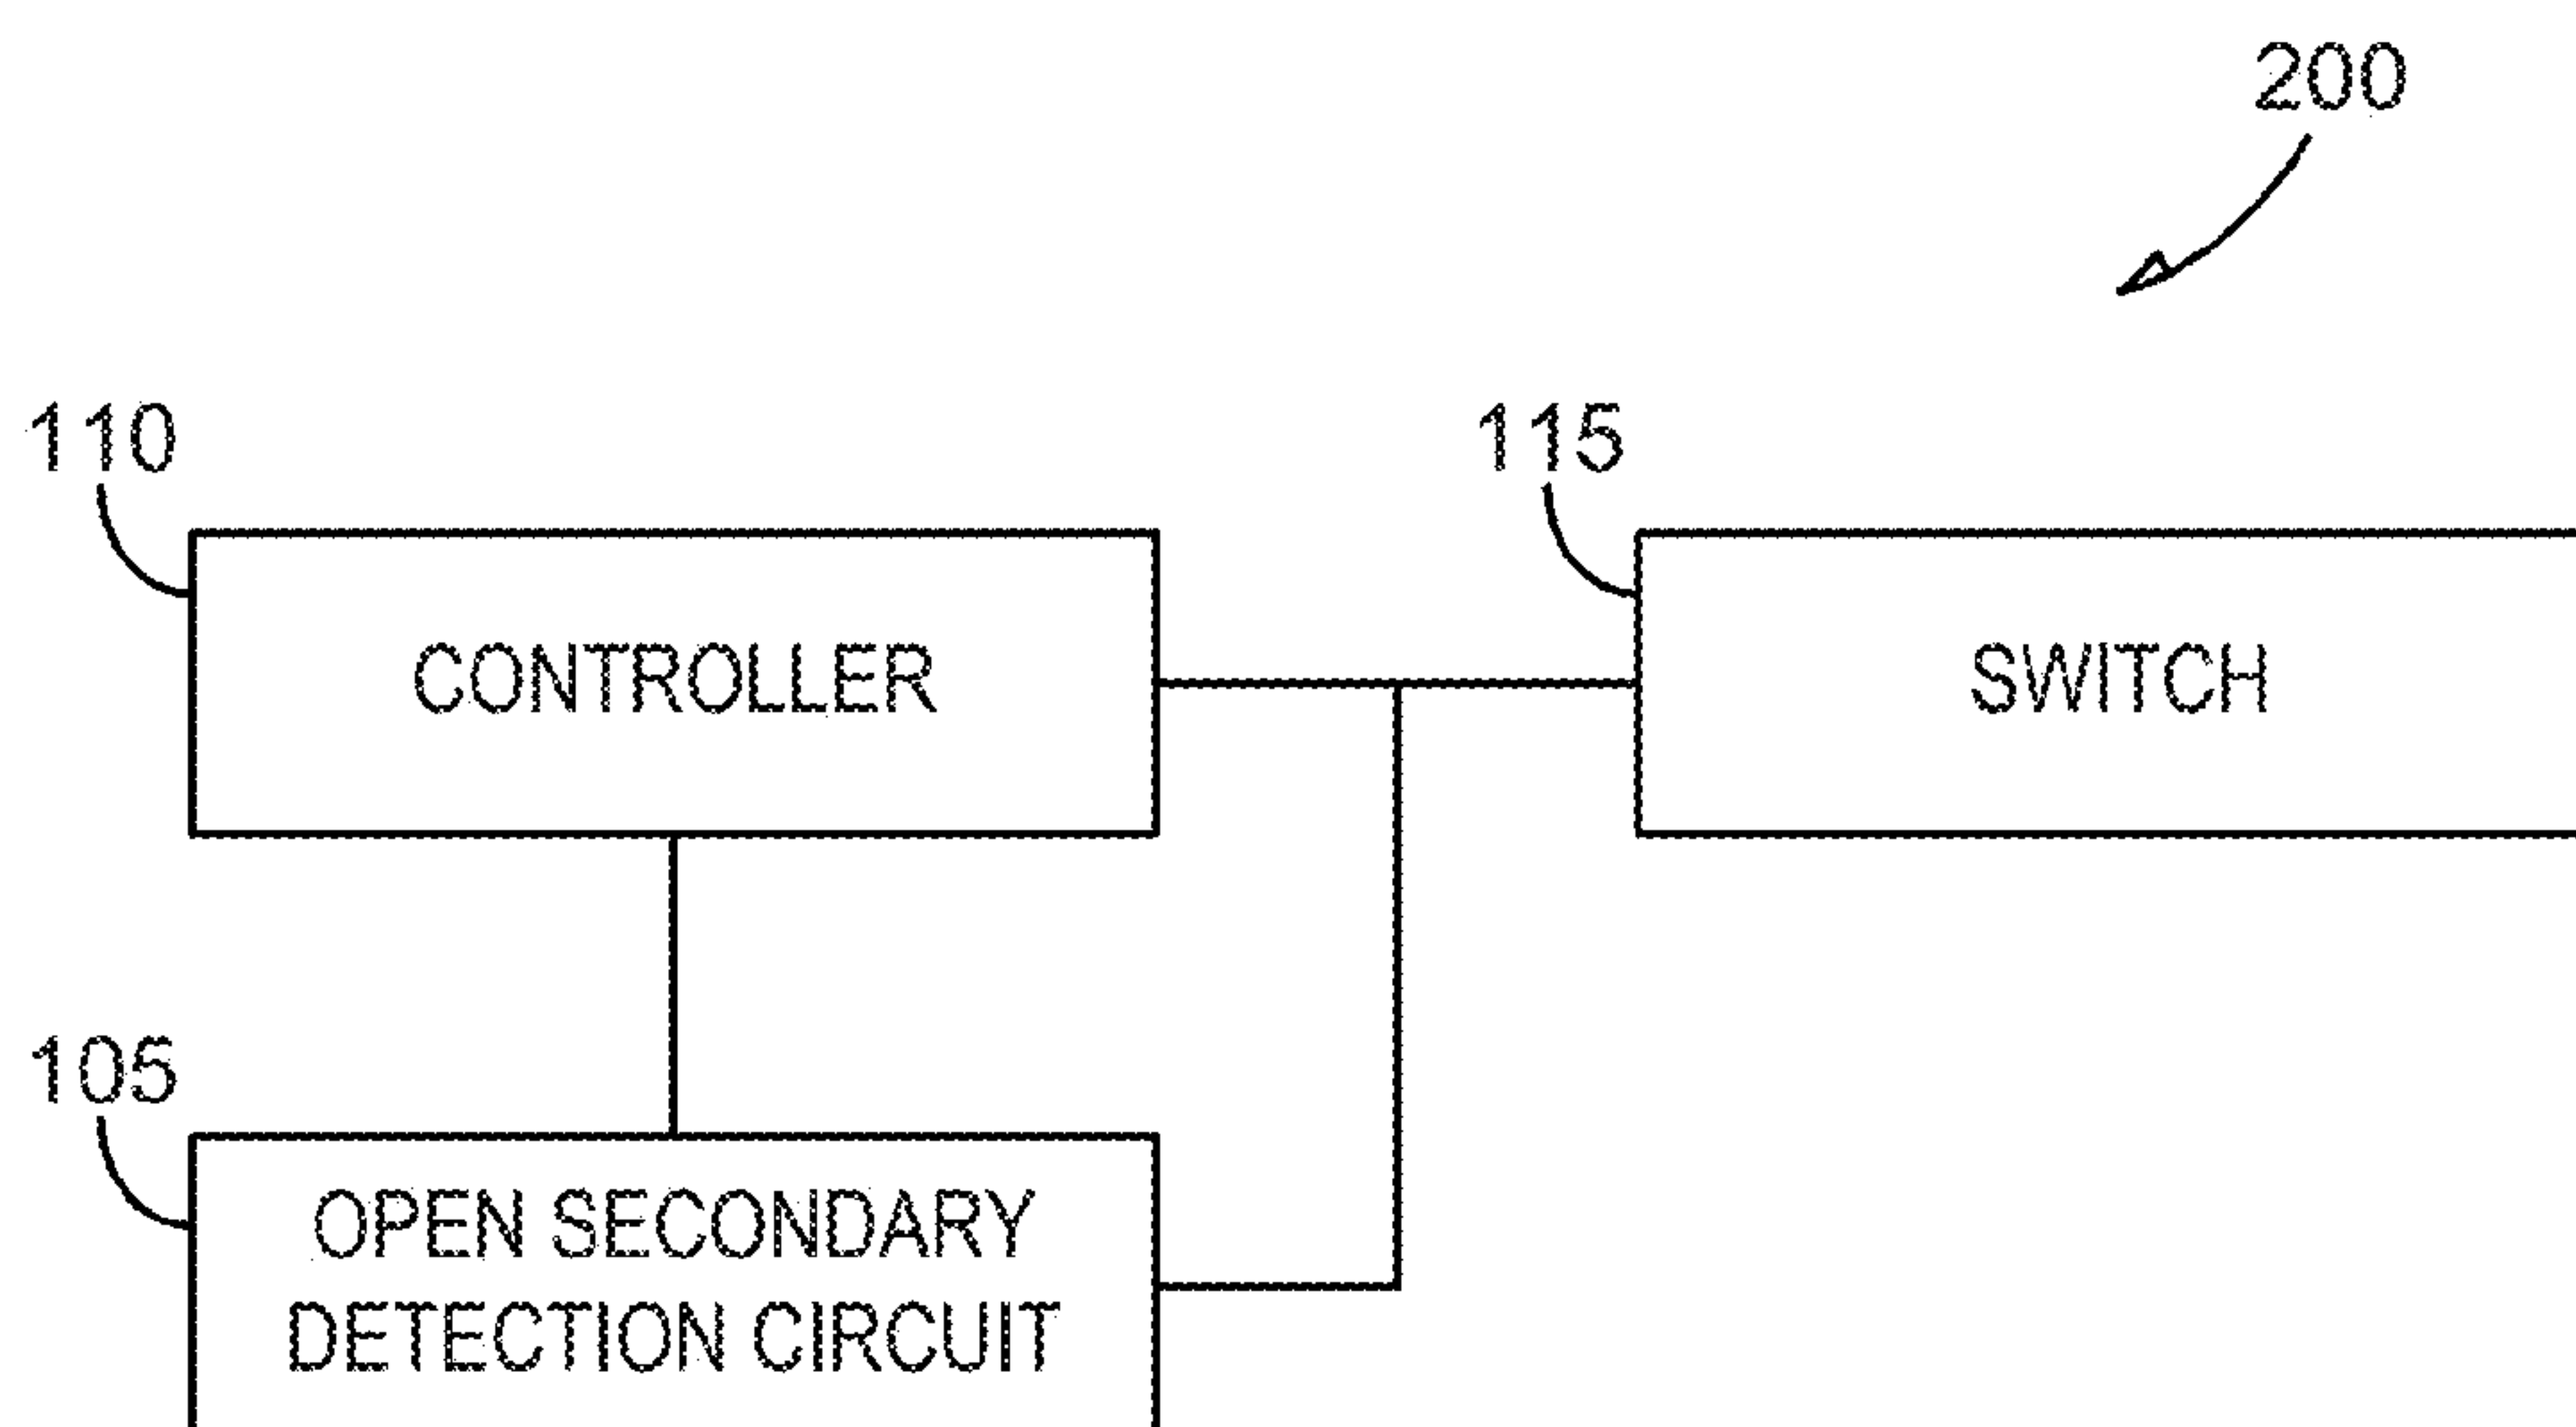 200
110
115
CONTROLLER
SWITCH
105
OPEN SECONDARY
DETECTION CIRCUIT